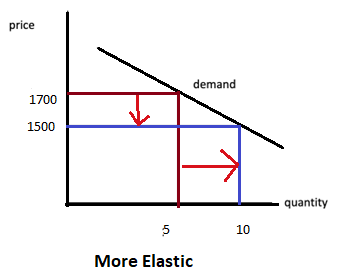 price
demand
1700
1500
quantity
5 10
More Elastic